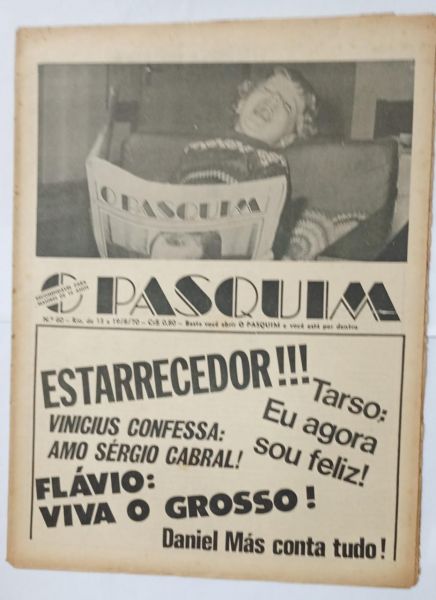 O PASQUIM
O PASQUIM
N.º 60 — Rio, de 13 a 19/8/70 — Cr$ 0,80 — Basta você abrir O PASQUIM e você está por dentro
ESTARRECEDOR!!!
VINICIUS CONFESSA:
AMO SÉRGIO CABRAL!
Tarso:
Eu agora
sou feliz!
FLÁVIO:
VIVA O GROSSO!
Daniel Más conta tudo!